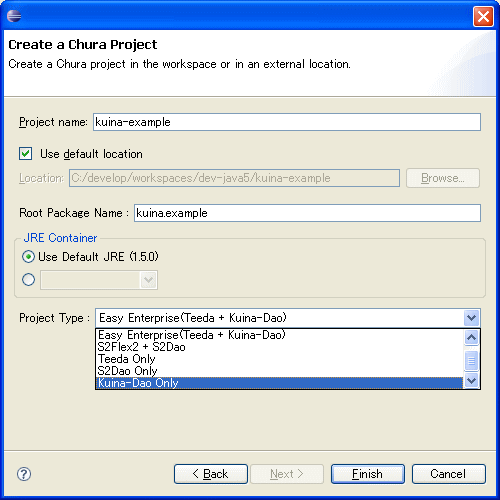 Create a Chura Project
Create a Chura project in the workspace or in an external location.
Project name: kuina-example
Use default location
Location: C:/develop/workspaces/dev-java5/kuina-example Browse...
Root Package Name : kuina.example
JRE Container
Use Default JRE (1.5.0)
Project Type : Easy Enterprise(Teeda + Kuina-Dao)
Easy Enterprise(Teeda + Kuina-Dao)
S2Flex2 + S2Dao
Teeda Only
S2Dao Only
Kuina-Dao Only
? < Back Next > Finish Cancel